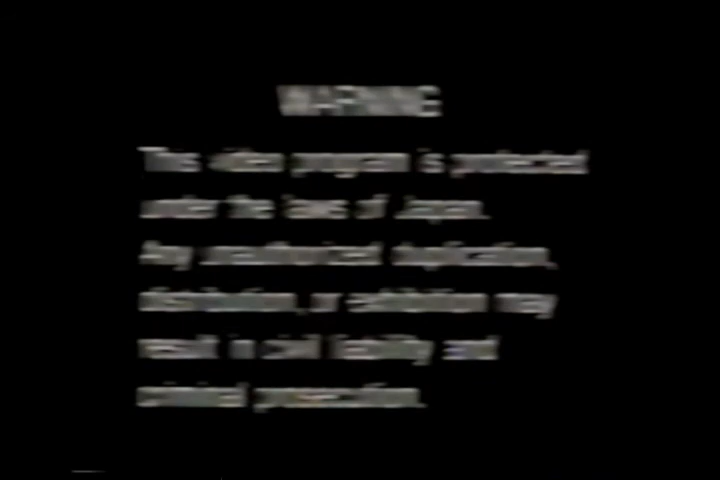 WARNING
This video program is protected
under the laws of Japan.
Any unauthorized duplication,
distribution, or exhibition may
result in civil liability and
criminal prosecution.